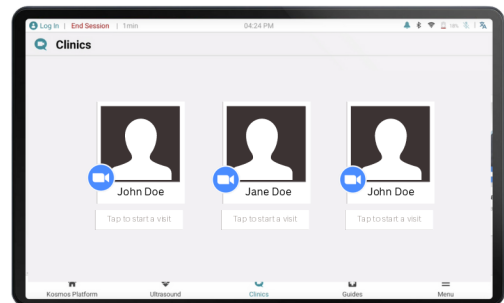 Log In | End Session | 1min 04:24 PM
Clinics
John Doe Jane Doe John Doe
Tap to start a visit Tap to start a visit Tap to start a visit
Kosmos Platform Ultrasound Clinics Guides Menu